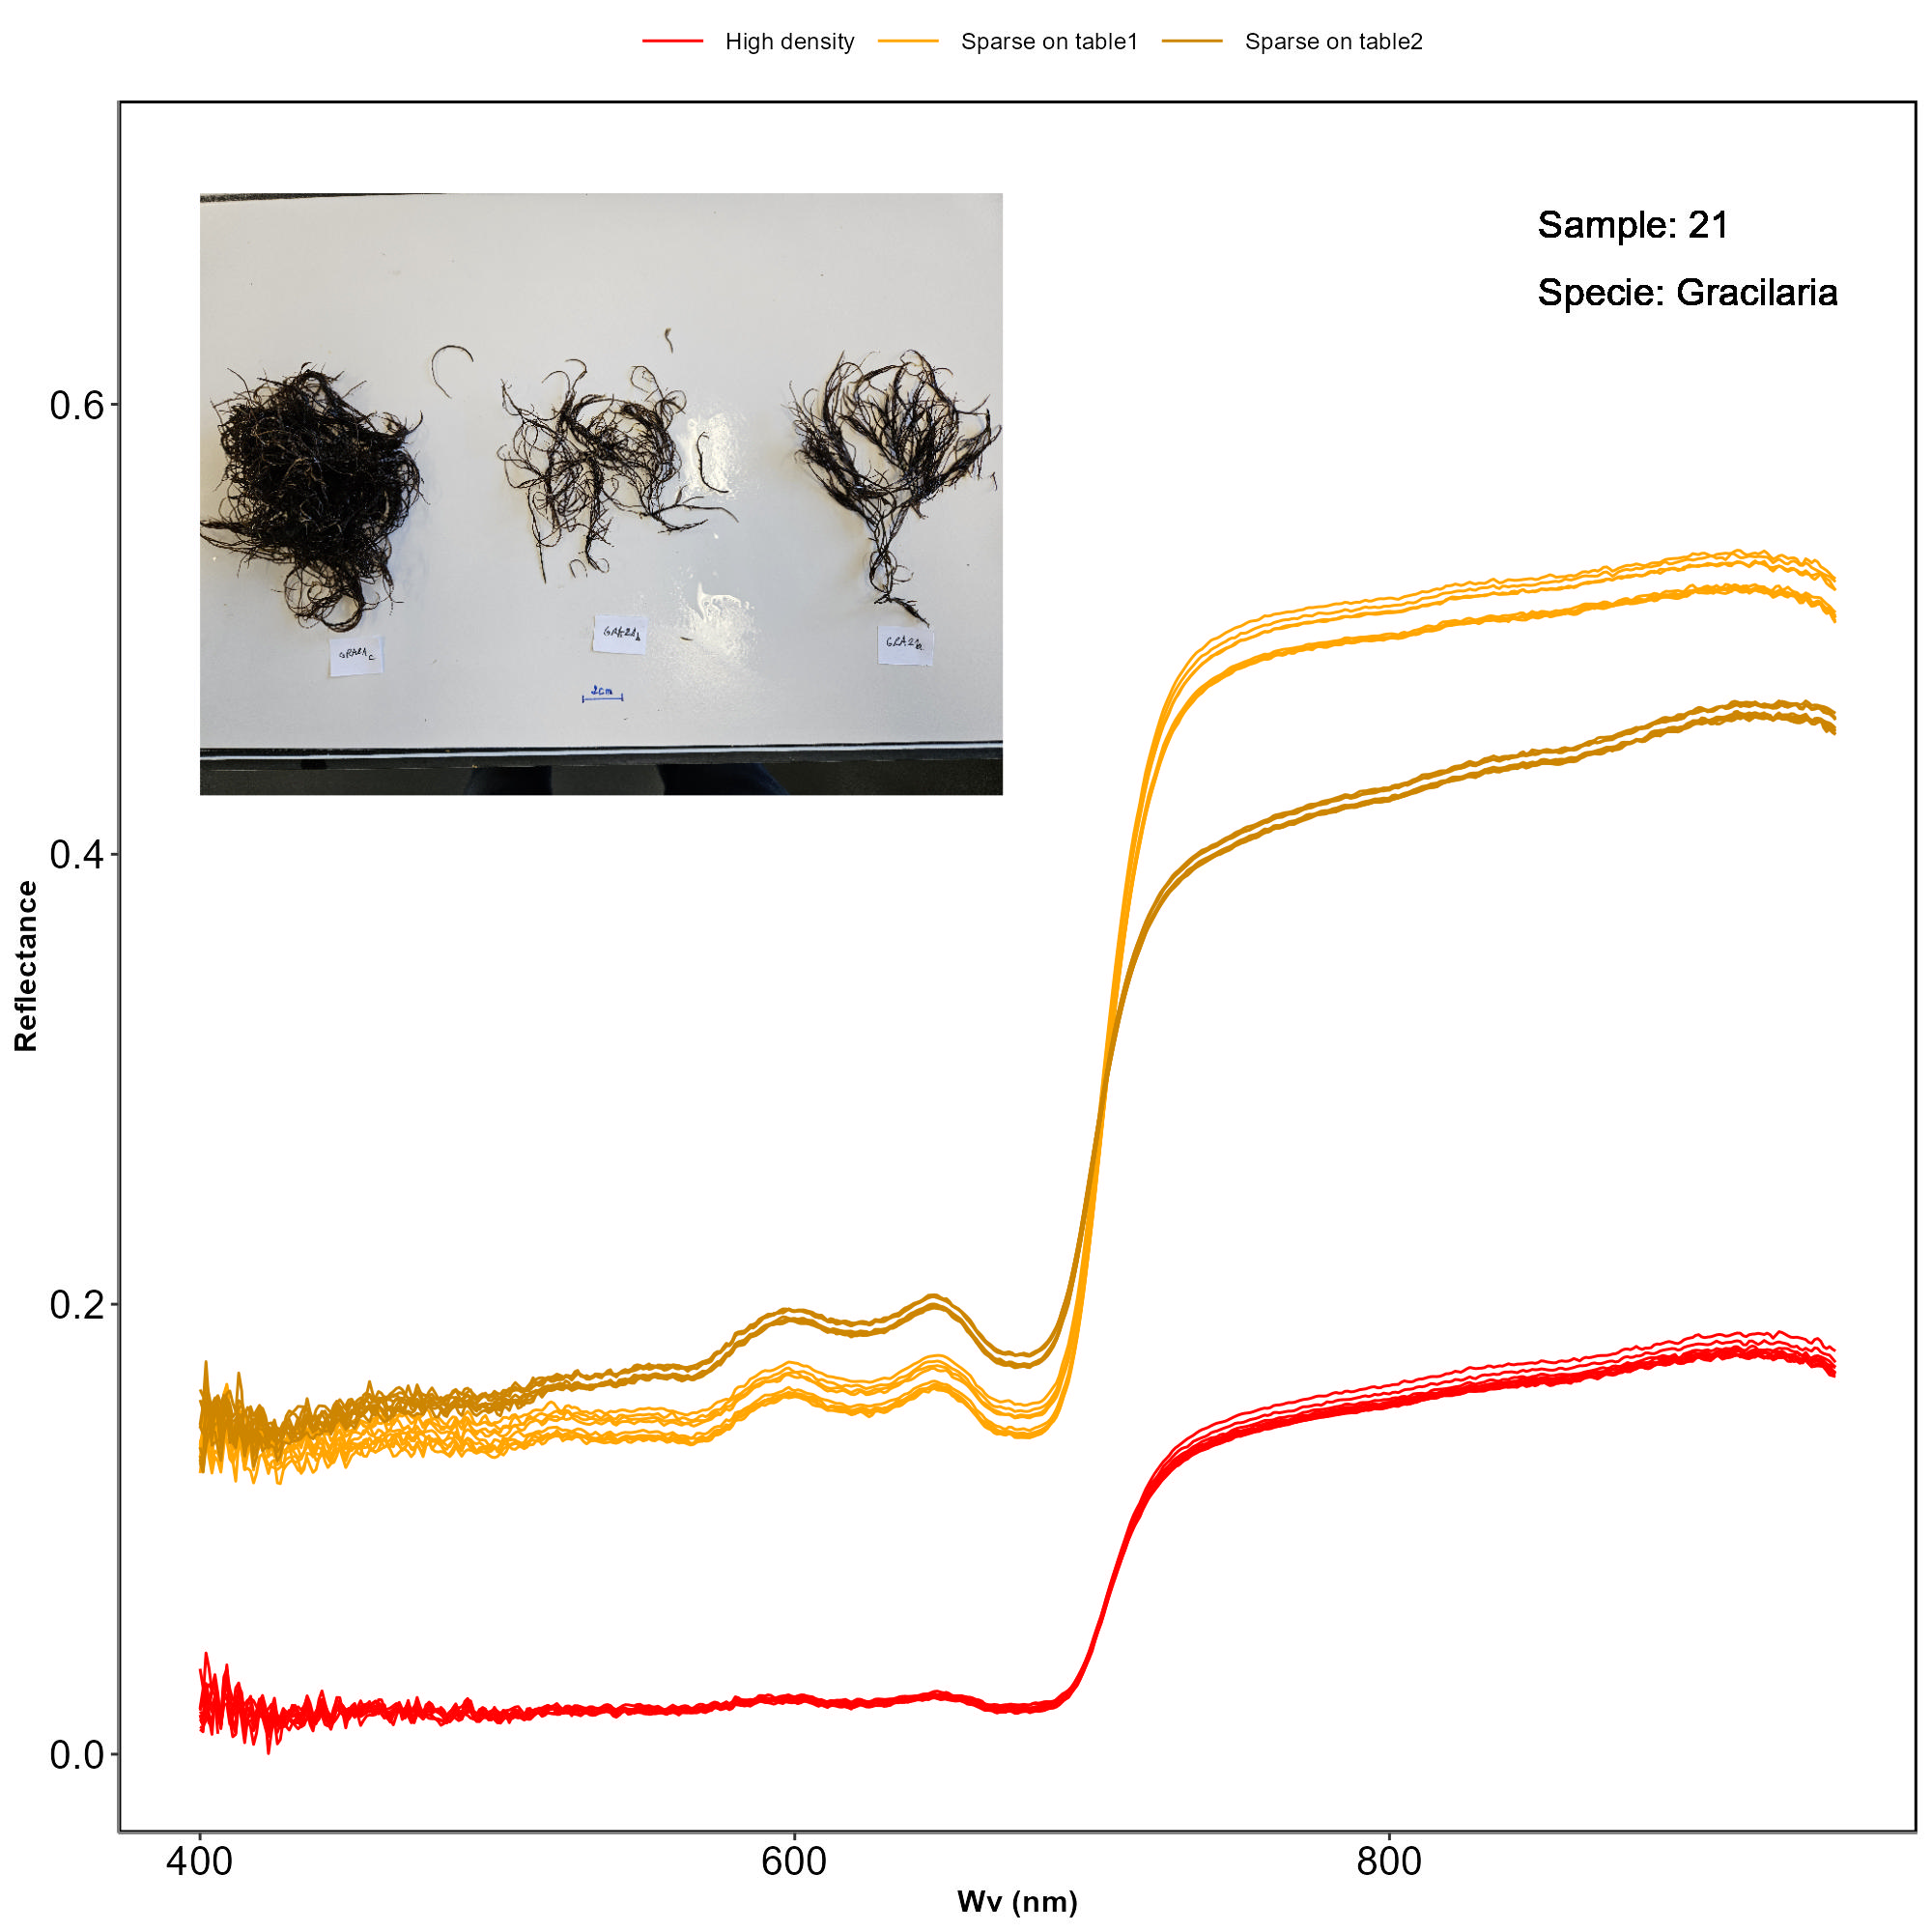 High density Sparse on table1 Sparse on table2
Sample: 21
Specie: Gracilaria
0.6
0.4
0.2
0.0
Reflectance
2cm
400 600 800
Wv (nm)